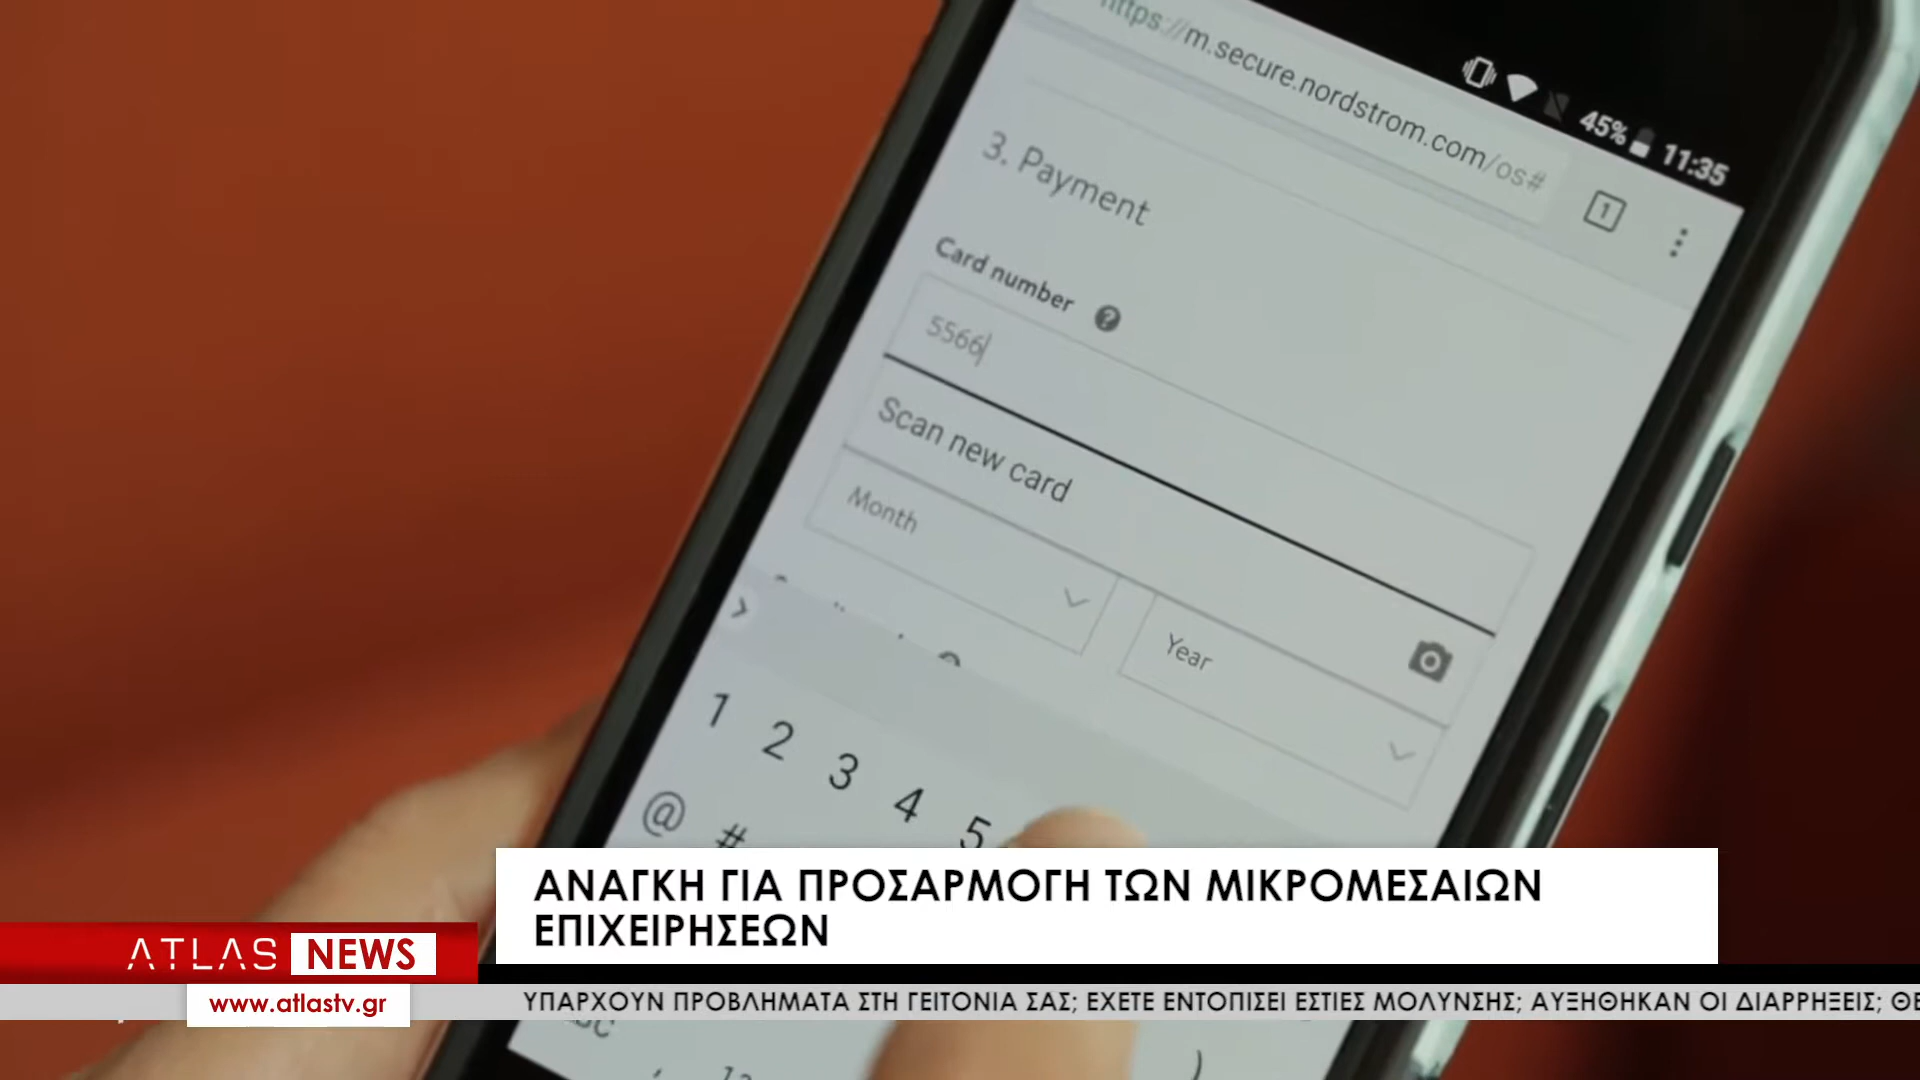 https://m.secure.nordstrom.com/os#
1
45%
11:35
3. Payment
Card number ?
5566
Scan new card
Month
Year
1 2 3 4 5
@ #
ΑΝΑΓΚΗ ΓΙΑ ΠΡΟΣΑΡΜΟΓΗ ΤΩΝ ΜΙΚΡΟΜΕΣΑΙΩΝ
ΕΠΙΧΕΙΡΗΣΕΩΝ
ATLAS NEWS
www.atlastv.gr
ΥΠΑΡΧΟΥΝ ΠΡΟΒΛΗΜΑΤΑ ΣΤΗ ΓΕΙΤΟΝΙΑ ΣΑΣ; ΕΧΕΤΕ ΕΝΤΟΠΙΣΕΙ ΕΣΤΙΕΣ ΜΟΛΥΝΣΗΣ; ΑΥΞΗΘΗΚΑΝ ΟΙ ΔΙΑΡΡΗΞΕΙΣ;